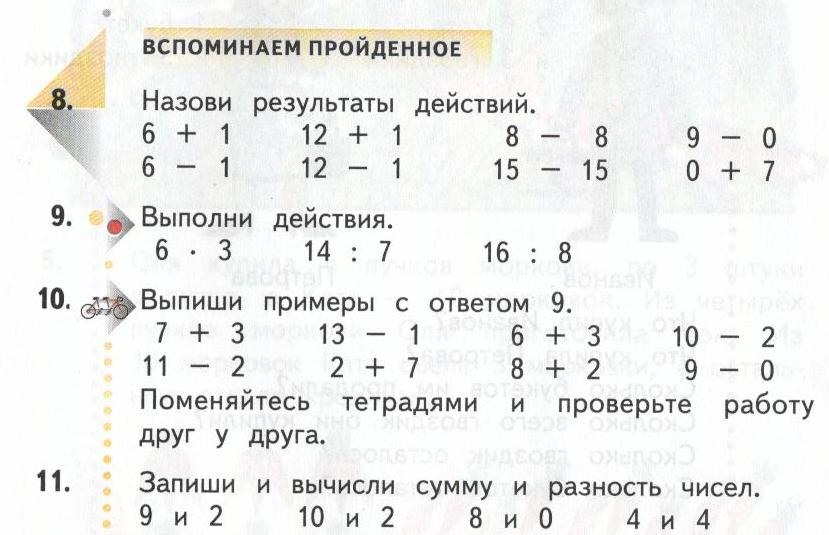 ВСПОМИНАЕМ ПРОЙДЕННОЕ
8. Назови результаты действий.
6 + 1 12 + 1 8 − 8 9 − 0
6 − 1 12 − 1 15 − 15 0 + 7
9. Выполни действия.
6 · 3 14 : 7 16 : 8
10. Выпиши примеры с ответом 9.
7 + 3 13 − 1 6 + 3 10 − 2
11 − 2 2 + 7 8 + 2 9 − 0
Поменяйтесь тетрадями и проверьте работу
друг у друга.
11. Запиши и вычисли сумму и разность чисел.
9 и 2 10 и 2 8 и 0 4 и 4